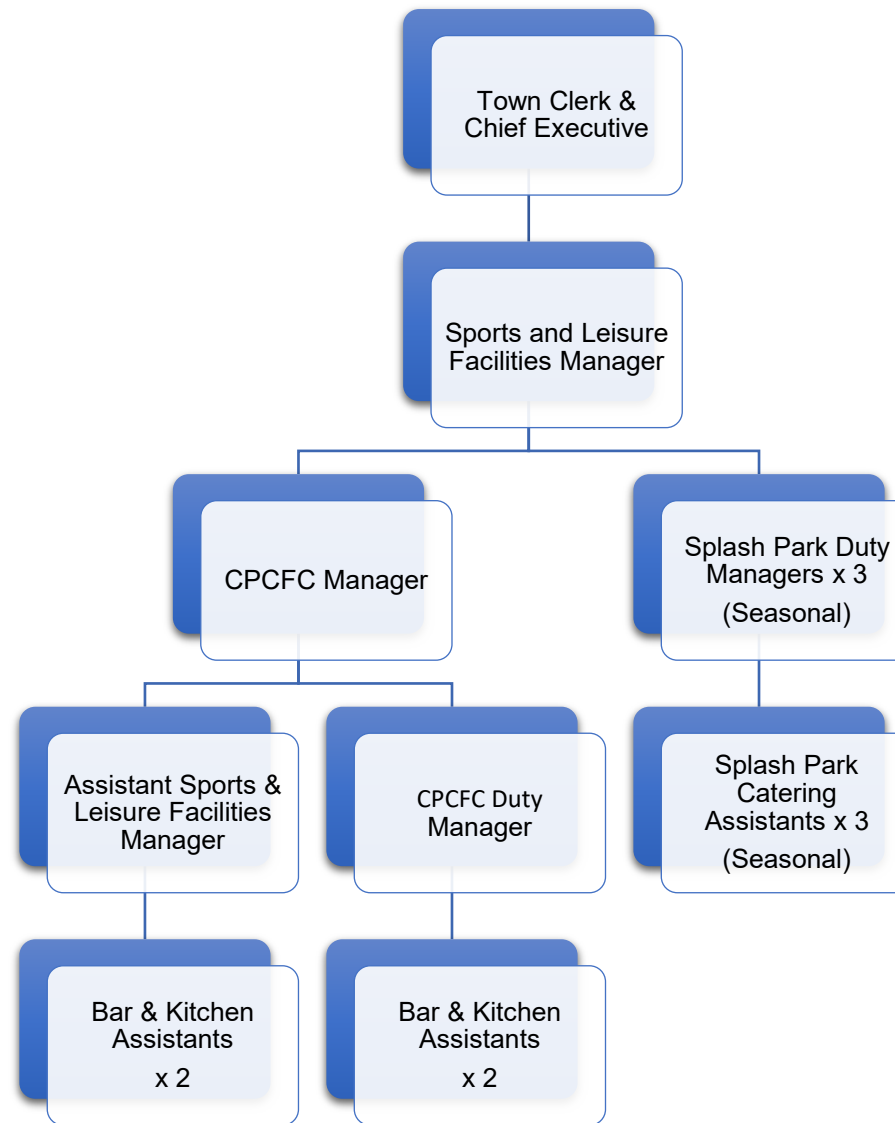 Town Clerk &
Chief Executive
Sports and Leisure
Facilities Manager
CPCFC Manager
Splash Park Duty
Managers x 3
(Seasonal)
Assistant Sports &
Leisure Facilities
Manager
CPCFC Duty
Manager
Splash Park
Catering
Assistants x 3
(Seasonal)
Bar & Kitchen
Assistants
x 2
Bar & Kitchen
Assistants
x 2